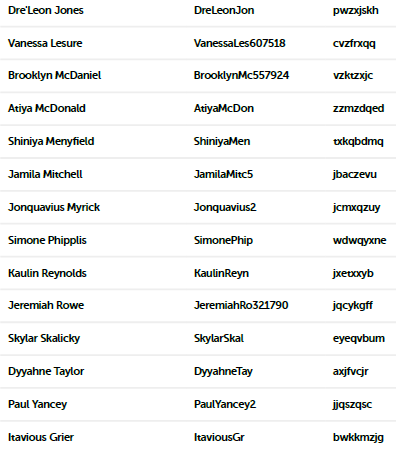 Dre'Leon Jones DreLeonJon pwzxjskh
Vanessa Lesure VanessaLes607518 cvzfrxqq
Brooklyn McDaniel BrooklynMc557924 vzktzxjc
Atiya McDonald AtiyaMcDon zzmzdqed
Shiniya Menyfield ShiniyaMen txkqbdmq
Jamila Mitchell JamilaMitc5 jbaczevu
Jonquavius Myrick Jonquavius2 jcmxqzuy
Simone Phipplis SimonePhip wdwqyxne
Kaulin Reynolds KaulinReyn jxetxxyb
Jeremiah Rowe JeremiahRo321790 jqcykgff
Skylar Skalicky SkylarSkal eyeqvbum
Dyyahne Taylor DyyahneTay axjfvcjr
Paul Yancey PaulYancey2 jjqszqsc
Itavious Grier ItaviousGr bwkkmzjg